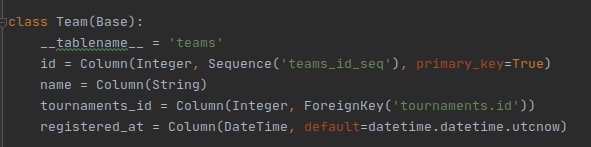 class Team(Base):
__tablename__ = 'teams'
id = Column(Integer, Sequence('teams_id_seq'), primary_key=True)
name = Column(String)
tournaments_id = Column(Integer, ForeignKey('tournaments.id'))
registered_at = Column(DateTime, default=datetime.datetime.utcnow)